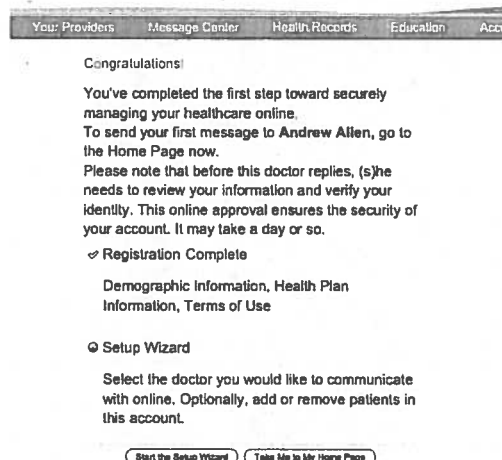 Your Providers Message Center Health Records Education
Congratulations!
You've completed the first step toward securely
managing your healthcare online.
To send your first message to Andrew Allen, go to
the Home Page now.
Please note that before this doctor replies, (s)he
needs to review your information and verify your
identity. This online approval ensures the security of
your account. It may take a day or so.
Registration Complete
Demographic Information, Health Plan
Information, Terms of Use
Setup Wizard
Select the doctor you would like to communicate
with online. Optionally, add or remove patients in
this account.
Start the Setup Wizard Take Me to My Home Page